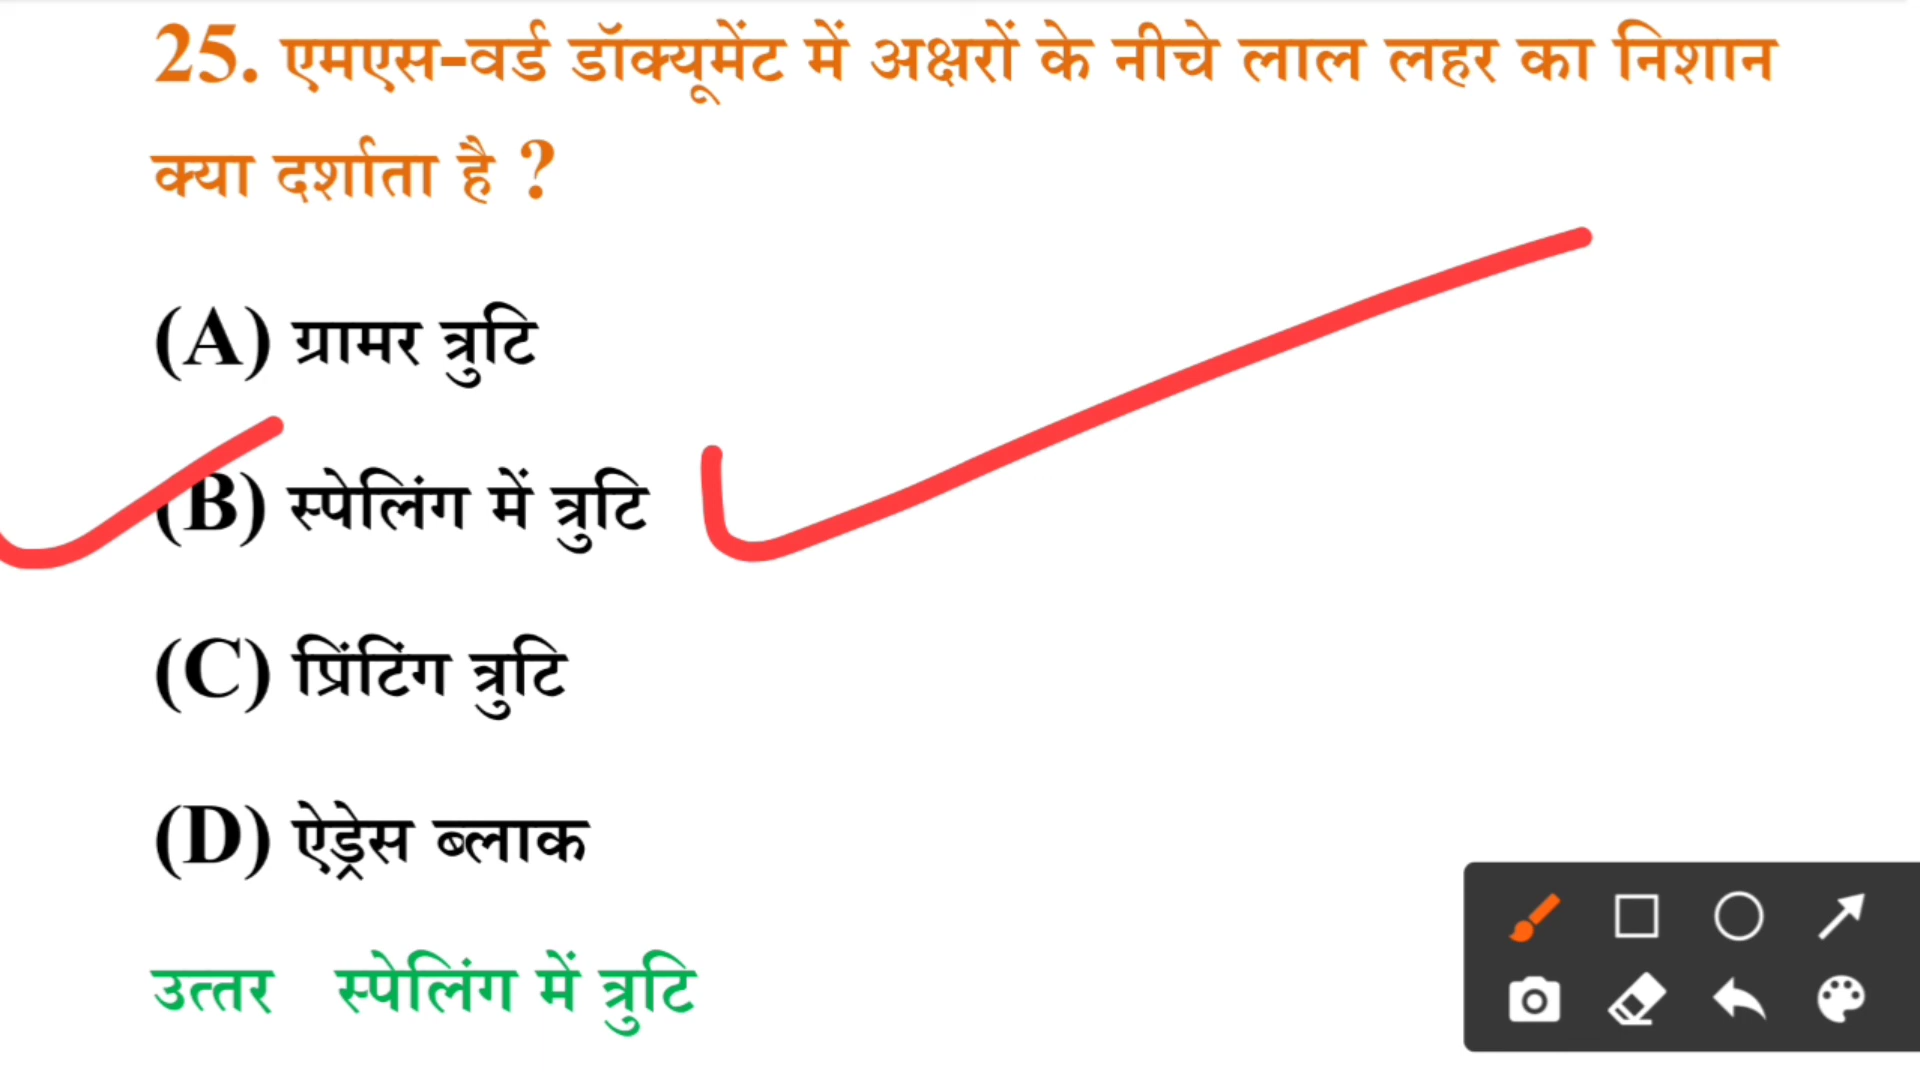 25. एमएस-वर्ड डॉक्यूमेंट में अक्षरों के नीचे लाल लहर का निशान
क्या दर्शाता है ?
(A) ग्रामर त्रुटि
(B) स्पेलिंग में त्रुटि
(C) प्रिंटिंग त्रुटि
(D) ऐड्रेस ब्लाक
उत्तर स्पेलिंग में त्रुटि